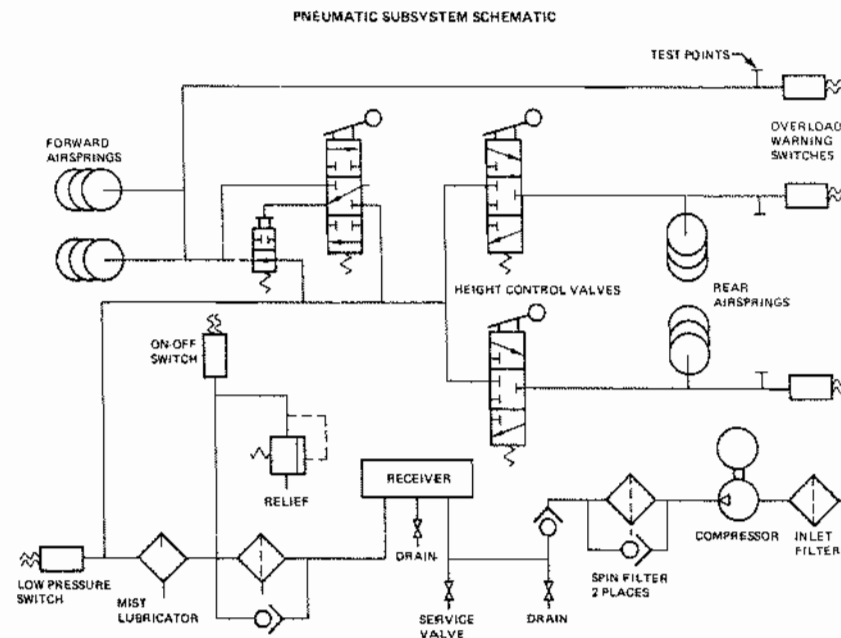 PNEUMATIC SUBSYSTEM SCHEMATIC
TEST POINTS
FORWARD
AIRSPRINGS
OVERLOAD
WARNING
SWITCHES
HEIGHT CONTROL VALVES
REAR
AIRSPRINGS
ON-OFF
SWITCH
RELIEF
RECEIVER
DRAIN
COMPRESSOR
INLET
FILTER
LOW PRESSURE
SWITCH
MIST
LUBRICATOR
SERVICE
VALVE
DRAIN
SPIN FILTER
2 PLACES